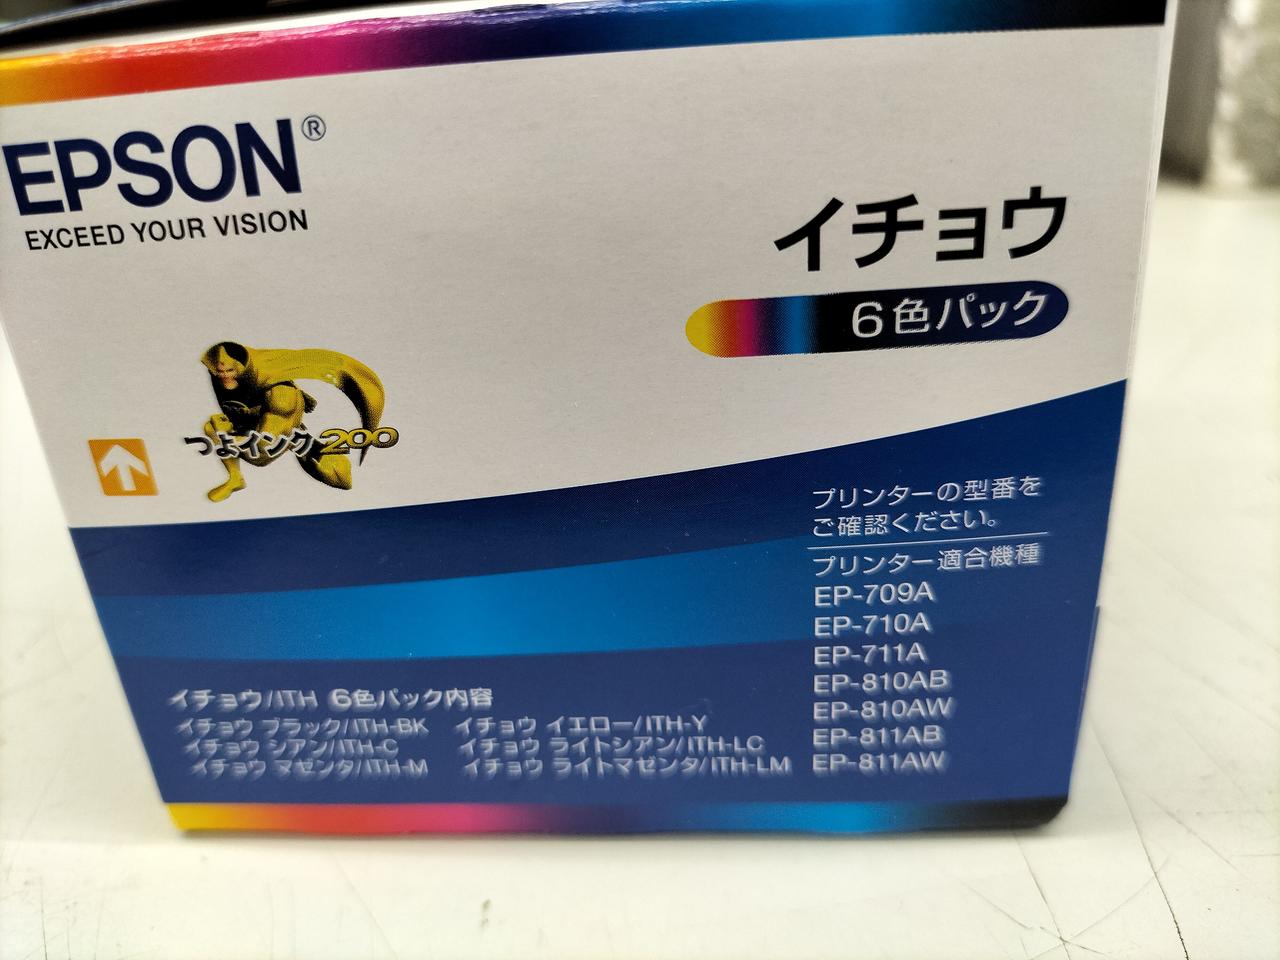 EPSON®
EXCEED YOUR VISION
イチョウ
6色パック
つよインク200
プリンターの型番を
ご確認ください。
プリンター適合機種
EP-709A
EP-710A
EP-711A
EP-810AB
EP-810AW
EP-811AB
EP-811AW
イチョウ/ITH 6色パック内容
イチョウ ブラック/ITH-BK イチョウ イエロー/ITH-Y
イチョウ シアン/ITH-C イチョウ ライトシアン/ITH-LC
イチョウ マゼンタ/ITH-M イチョウ ライトマゼンタ/ITH-LM